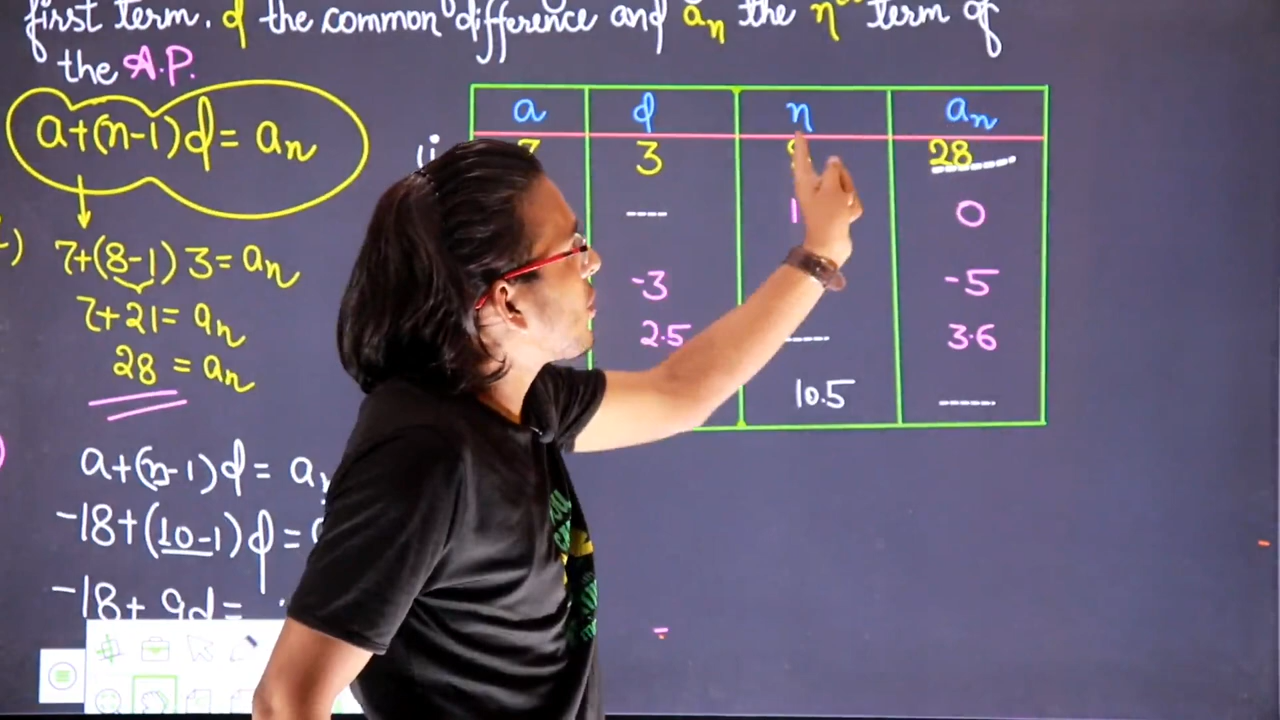 first term. d the common difference and an the nth term of
the A.P.
a+(n-1)d = an
7+(8-1) 3 = an
7+21 = an
28 = an
a+(n-1)d = a
-18+(10-1)d =
-18+ 9d =
a d n an
3 28
---- 0
-3 -5
2.5 ---- 3.6
10.5 ----